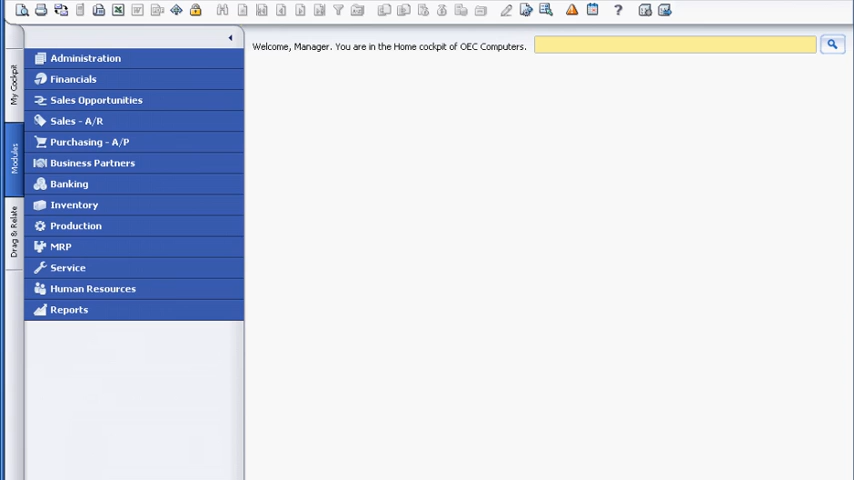 Welcome, Manager. You are in the Home cockpit of OEC Computers.
My Cockpit
Modules
Drag & Relate
Administration
Financials
Sales Opportunities
Sales - A/R
Purchasing - A/P
Business Partners
Banking
Inventory
Production
MRP
Service
Human Resources
Reports